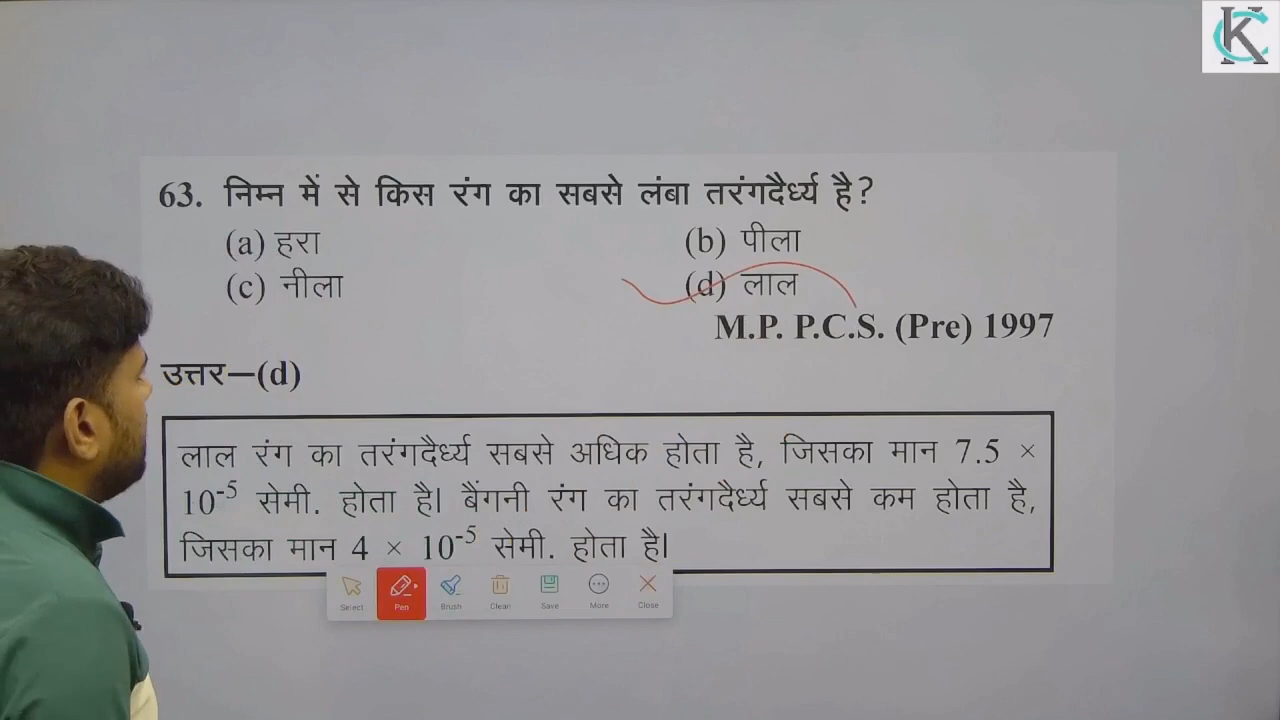 KC
63. निम्न में से किस रंग का सबसे लंबा तरंगदैर्ध्य है?
(a) हरा (b) पीला
(c) नीला (d) लाल
M.P. P.C.S. (Pre) 1997
उत्तर–(d)
लाल रंग का तरंगदैर्ध्य सबसे अधिक होता है, जिसका मान 7.5 ×
10⁻⁵ सेमी. होता है। बैंगनी रंग का तरंगदैर्ध्य सबसे कम होता है,
जिसका मान 4 × 10⁻⁵ सेमी. होता है।
Select Pen Brush Clean Save More Close